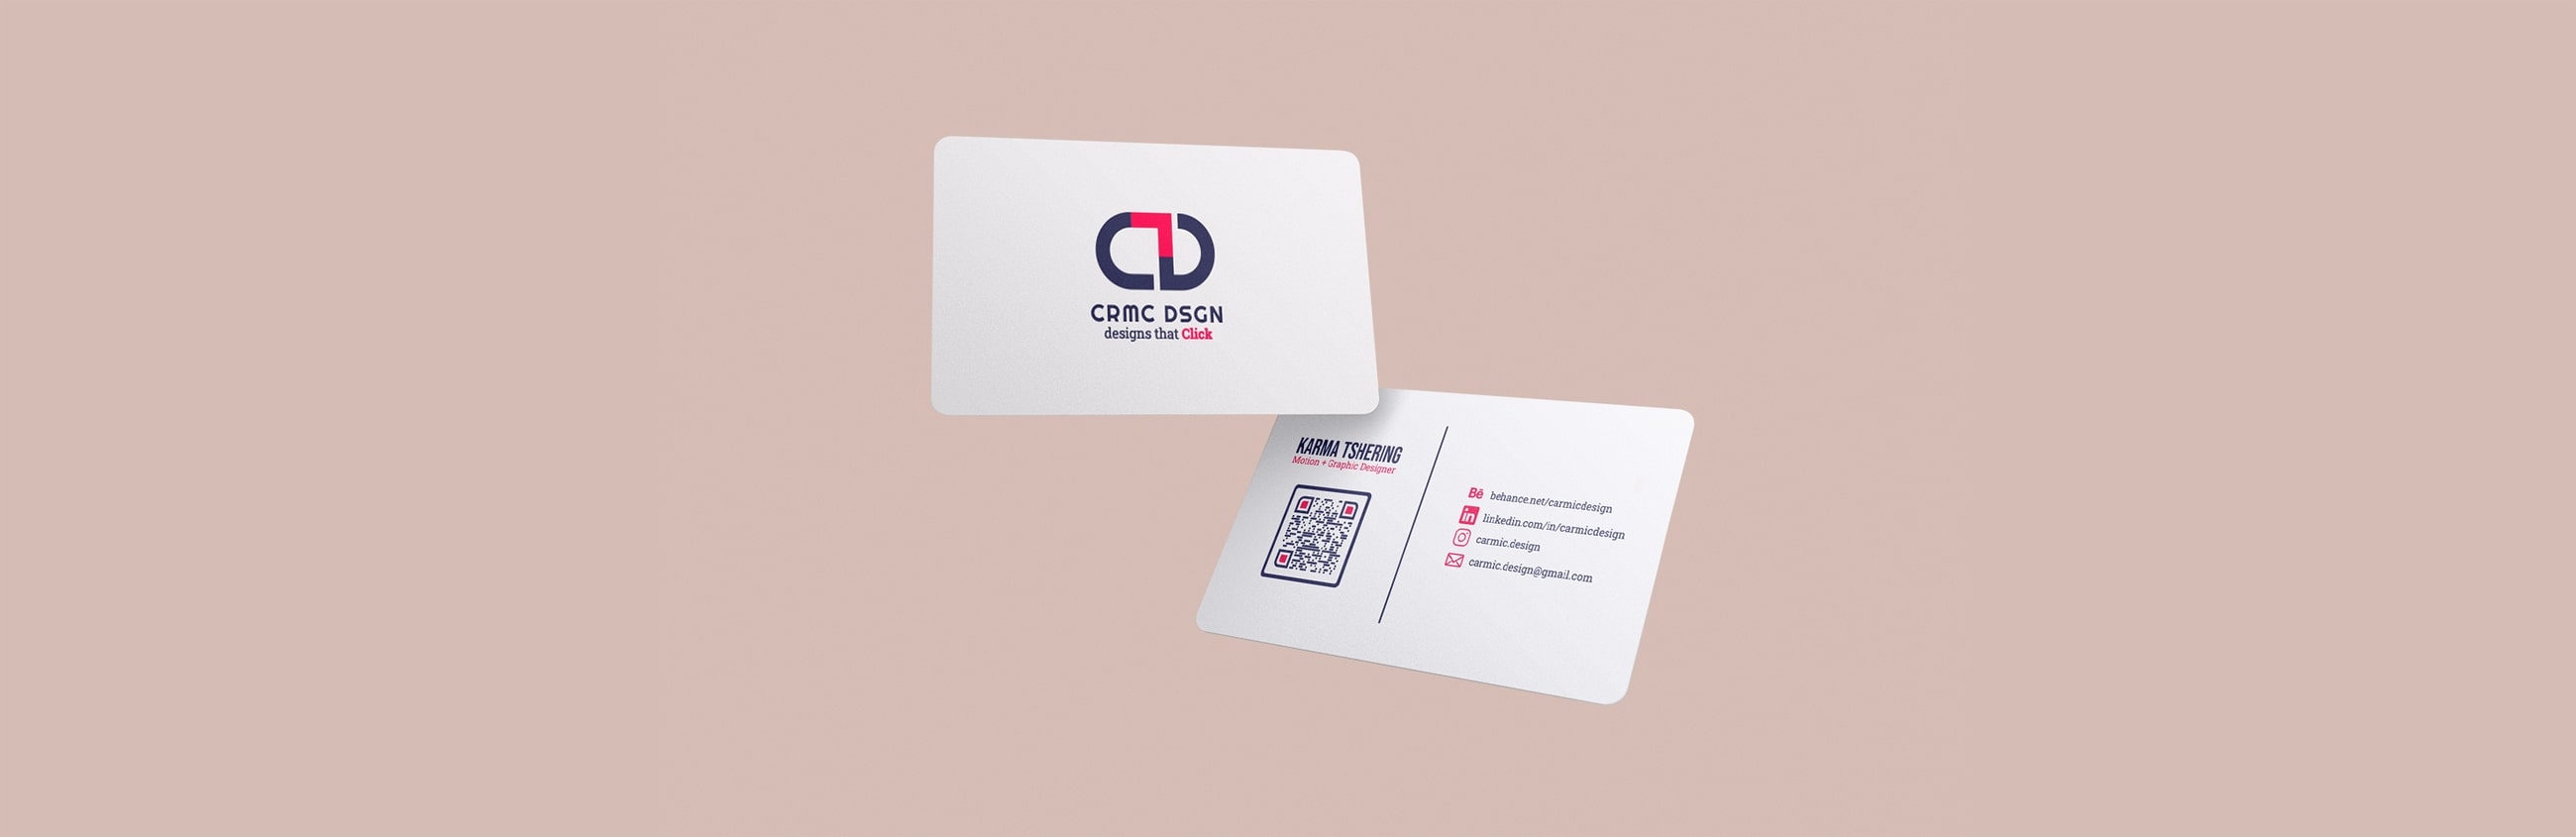 CD
CRMC DSGN
designs that Click
KARMA TSHERING
Motion + Graphic Designer
Bē behance.net/carmicdesign
in linkedin.com/in/carmicdesign
carmic.design
carmic.design@gmail.com